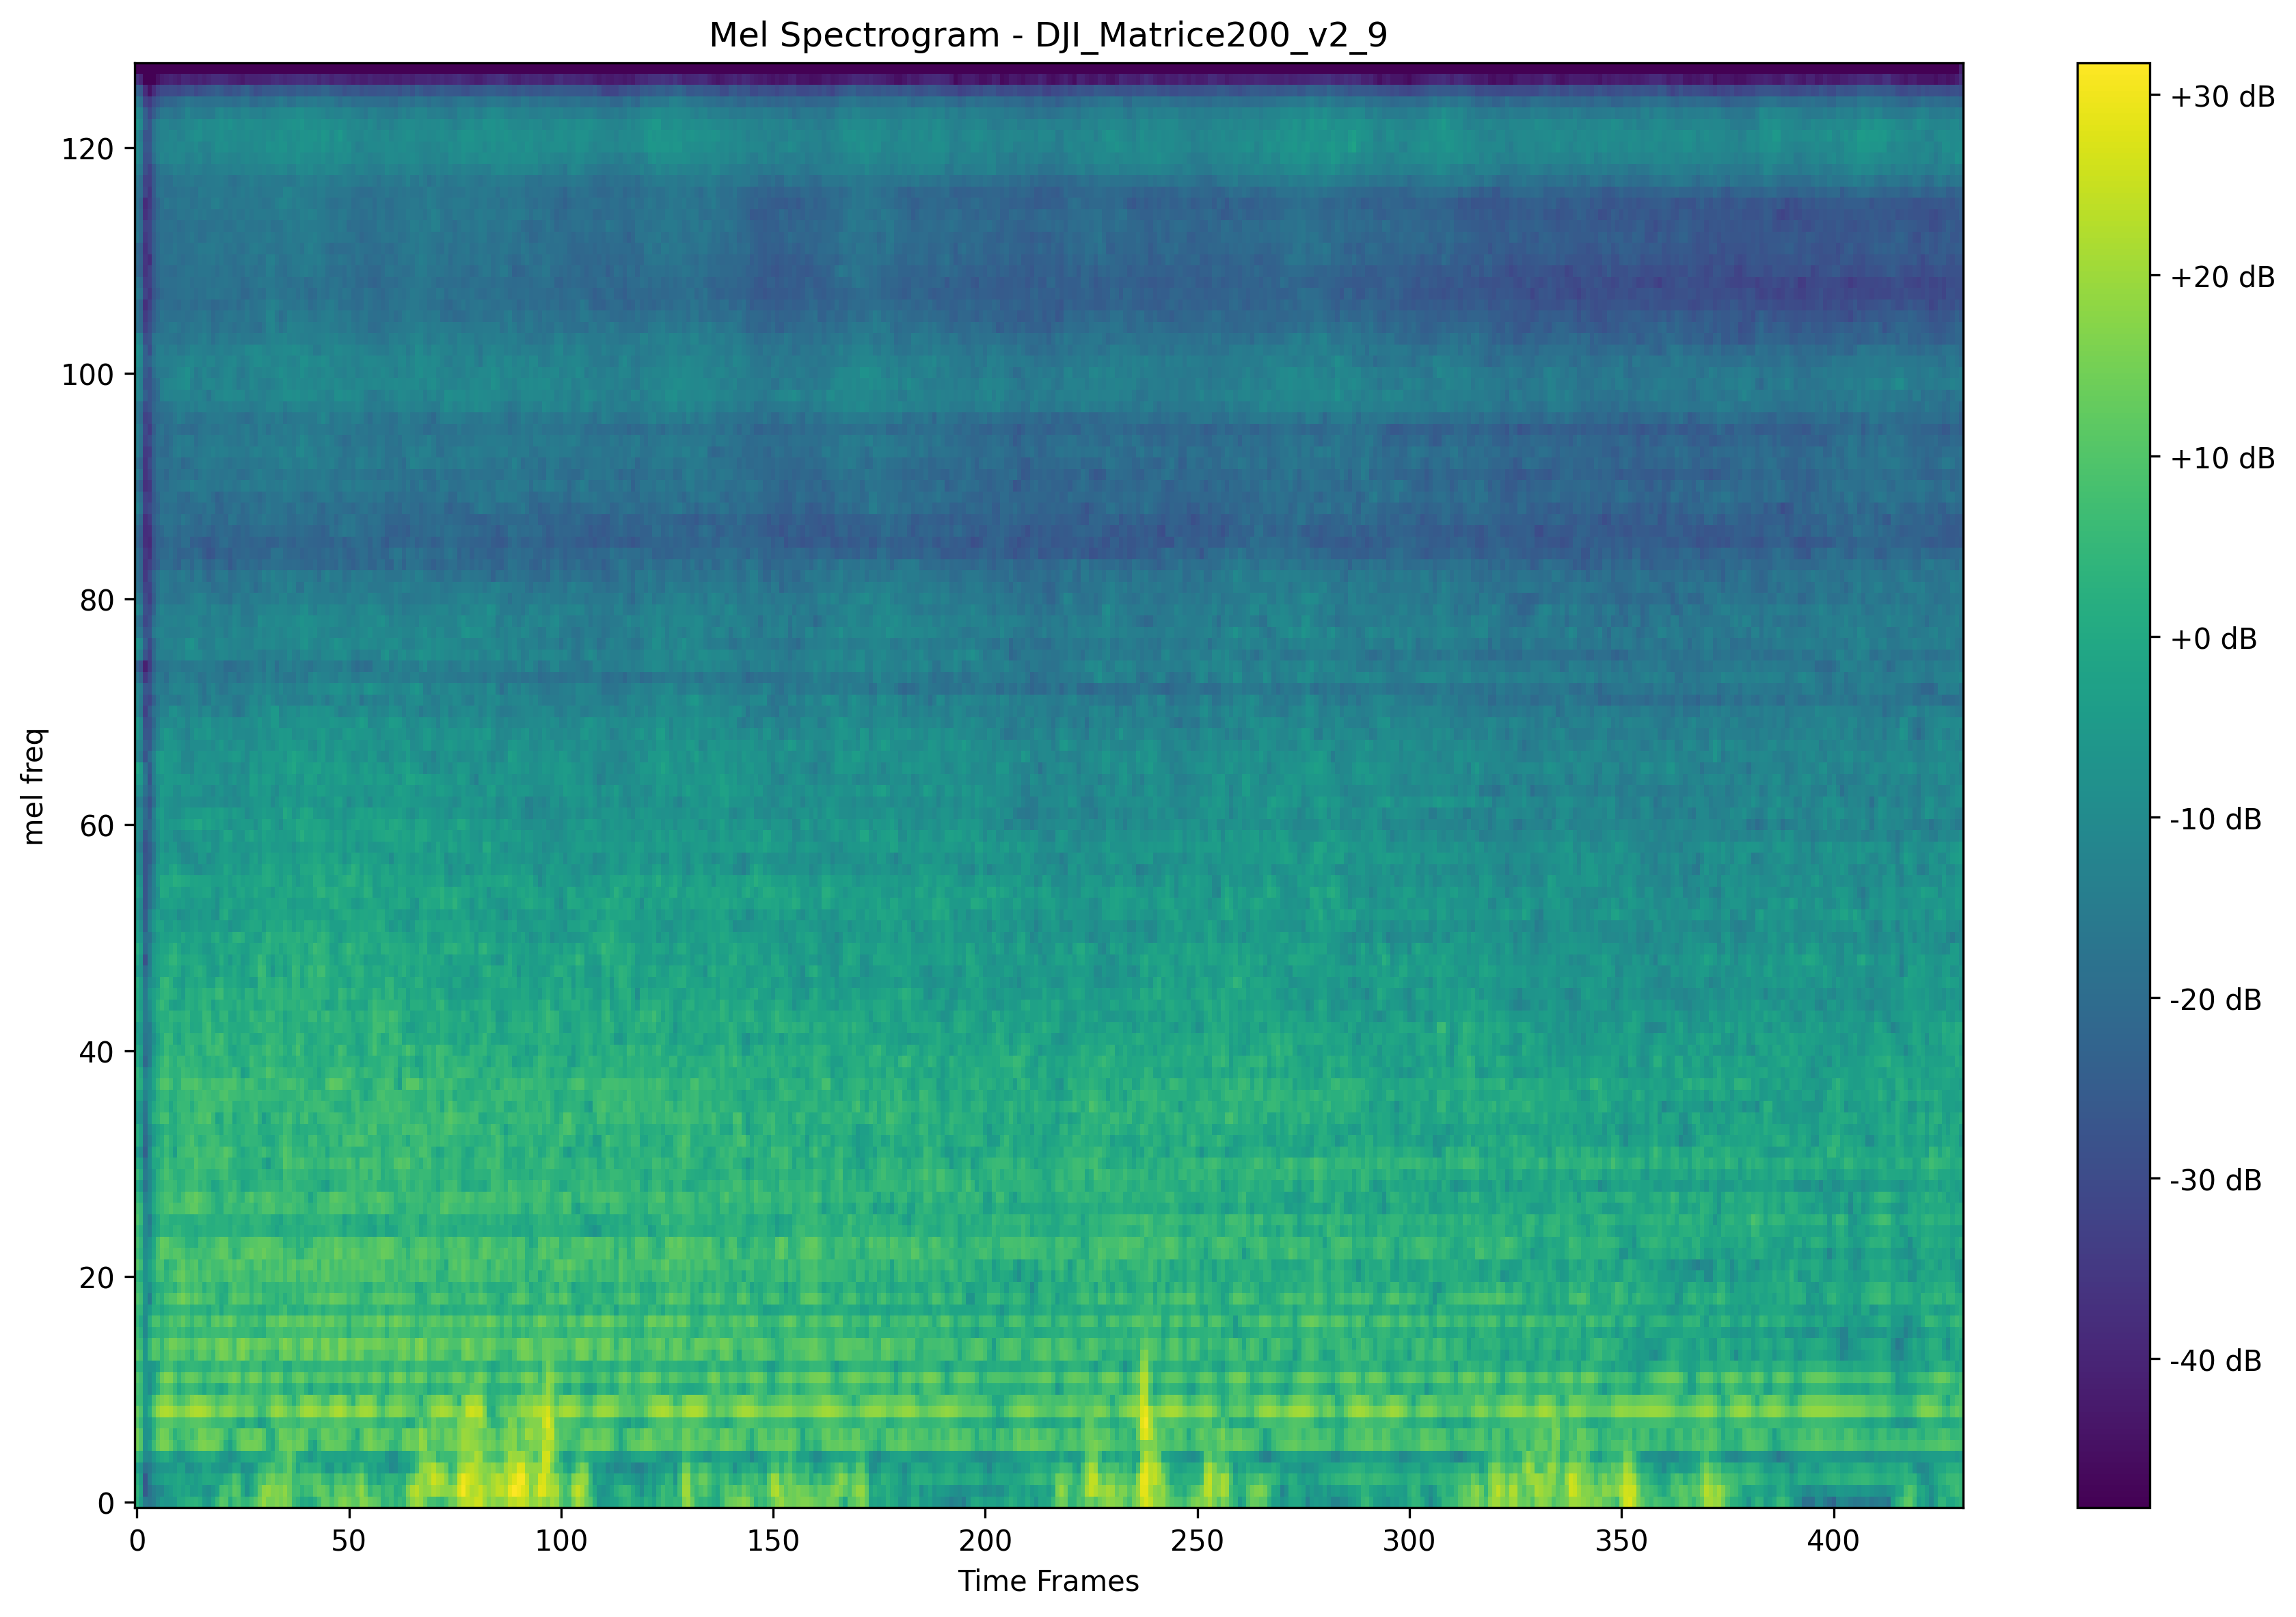 Mel Spectrogram - DJI_Matrice200_v2_9
mel freq
120
100
80
60
40
20
0
0 50 100 150 200 250 300 350 400
Time Frames
+30 dB
+20 dB
+10 dB
+0 dB
-10 dB
-20 dB
-30 dB
-40 dB